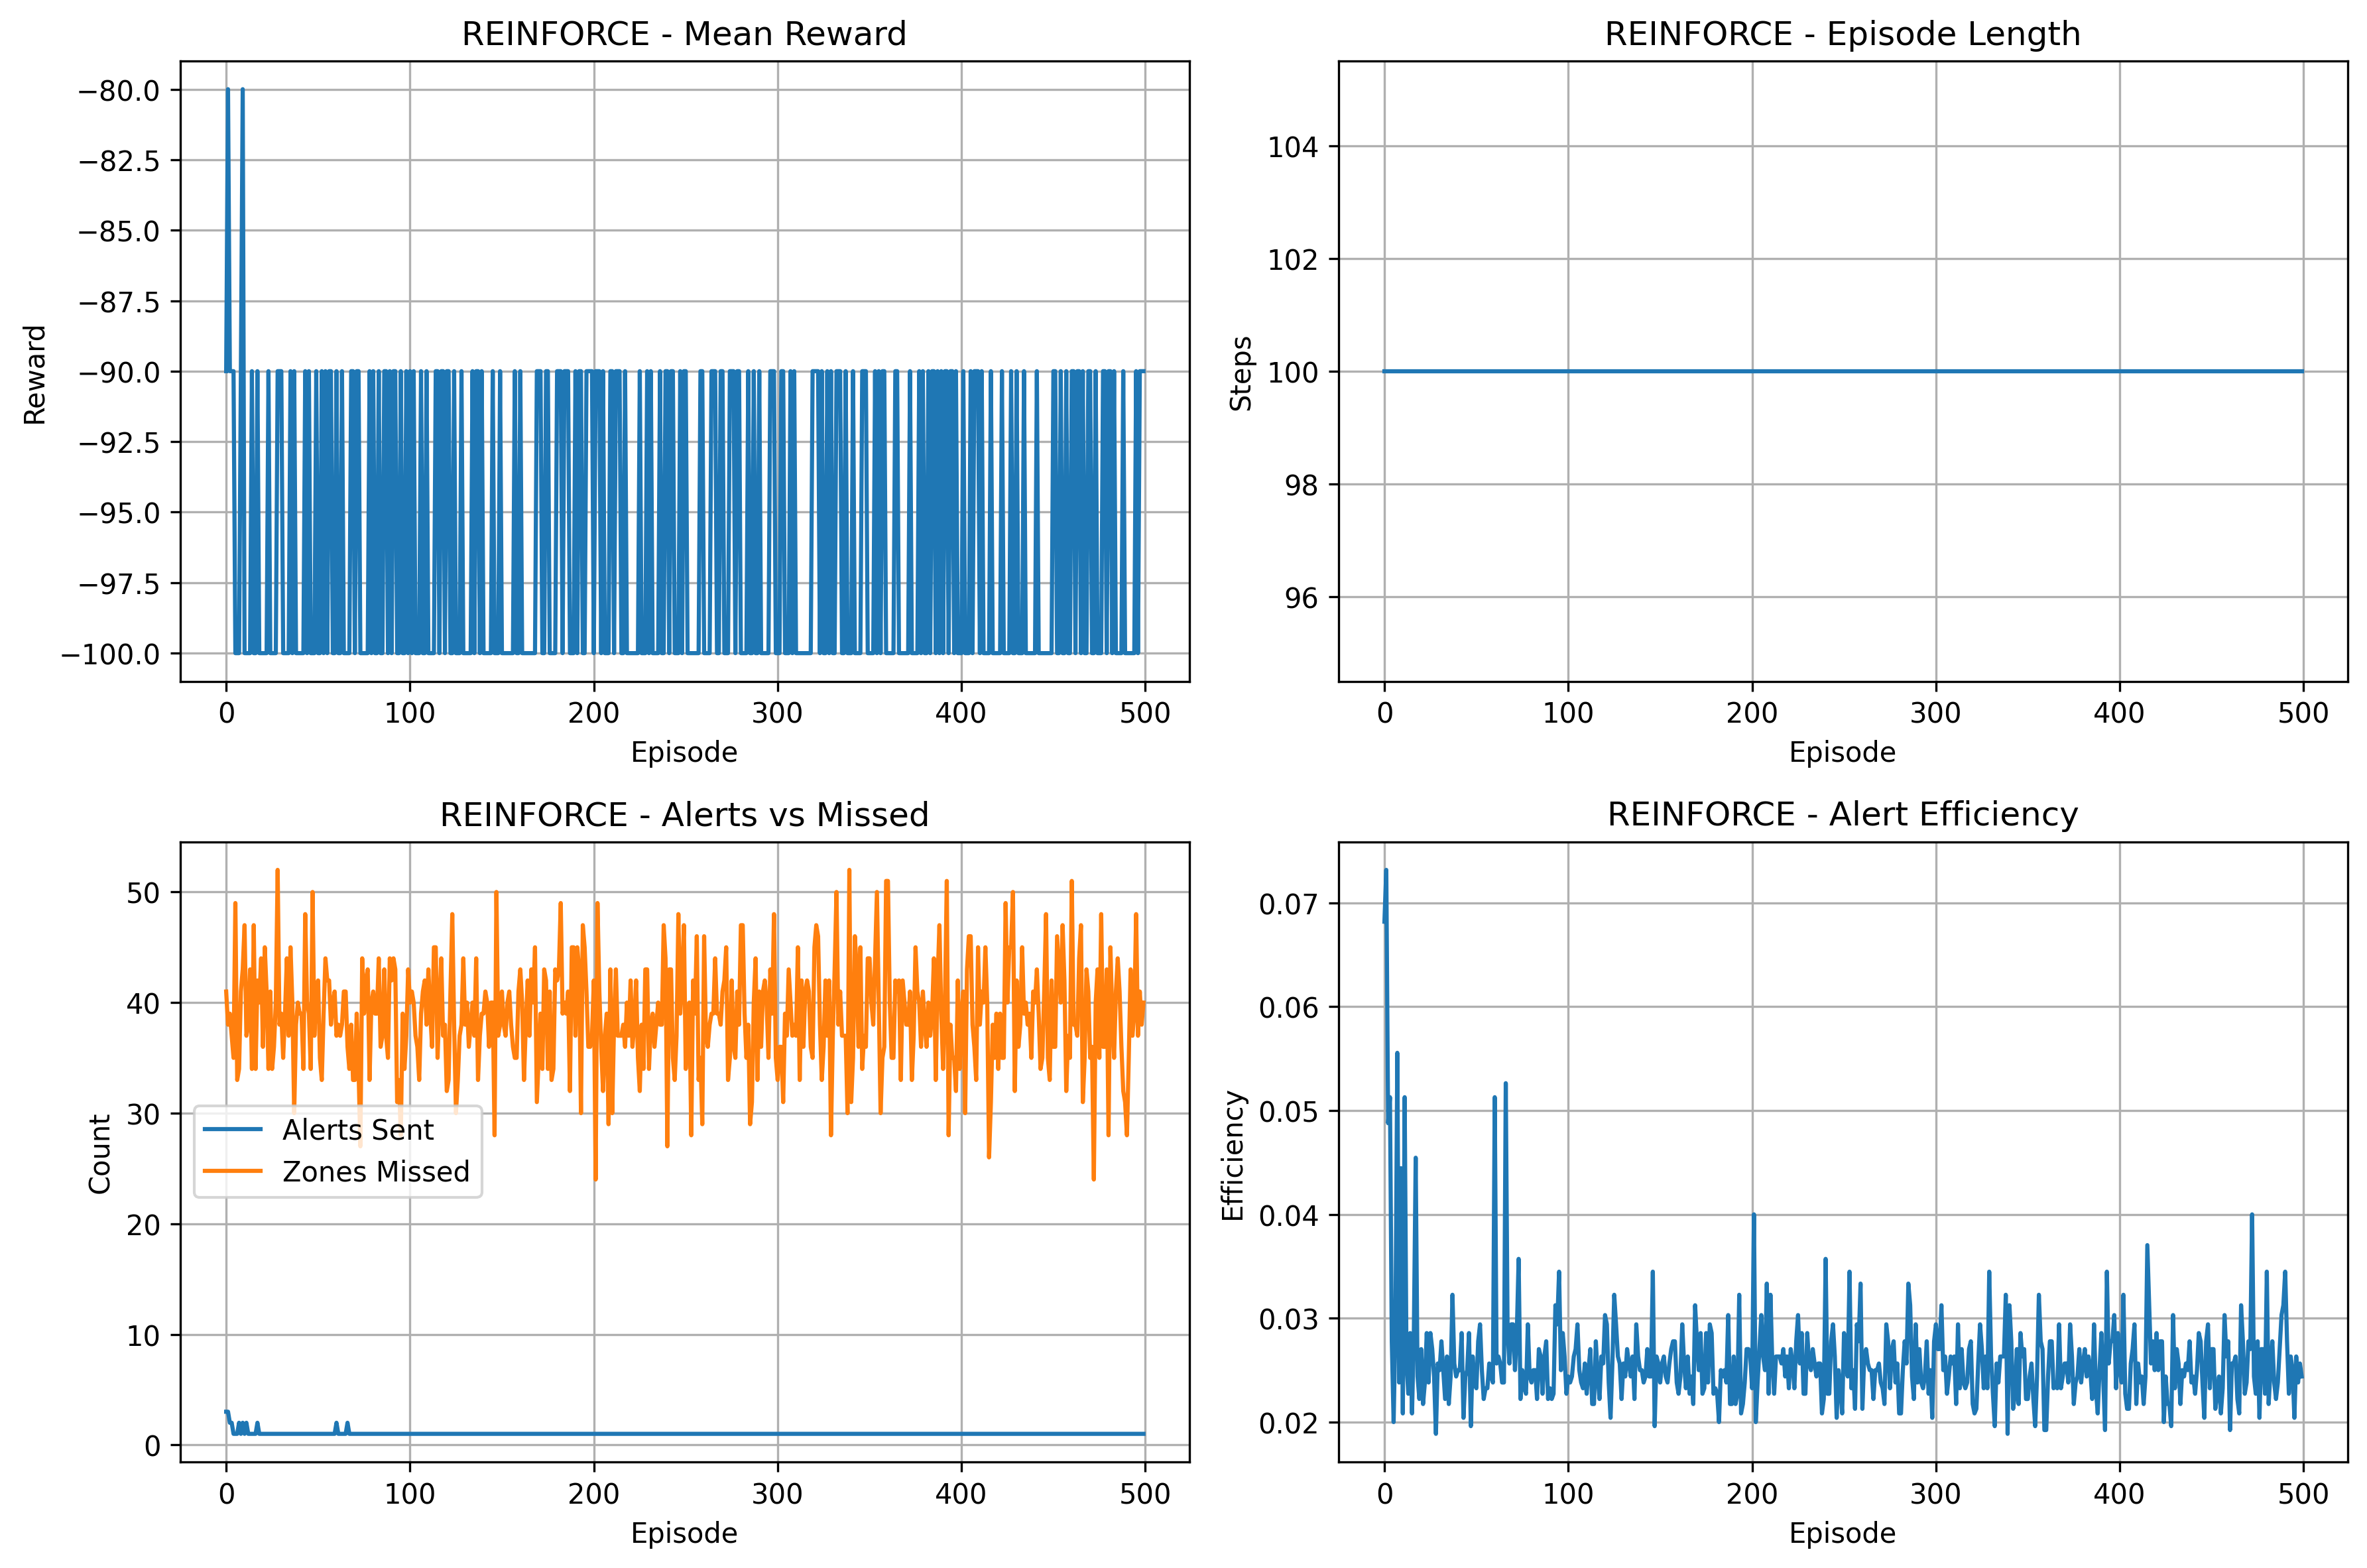 REINFORCE - Mean Reward
Reward
−80.0
−82.5
−85.0
−87.5
−90.0
−92.5
−95.0
−97.5
−100.0
0 100 200 300 400 500
Episode
REINFORCE - Episode Length
Steps
104
102
100
98
96
0 100 200 300 400 500
Episode
REINFORCE - Alerts vs Missed
Count
50
40
30
20
10
0
Alerts Sent
Zones Missed
0 100 200 300 400 500
Episode
REINFORCE - Alert Efficiency
Efficiency
0.07
0.06
0.05
0.04
0.03
0.02
0 100 200 300 400 500
Episode